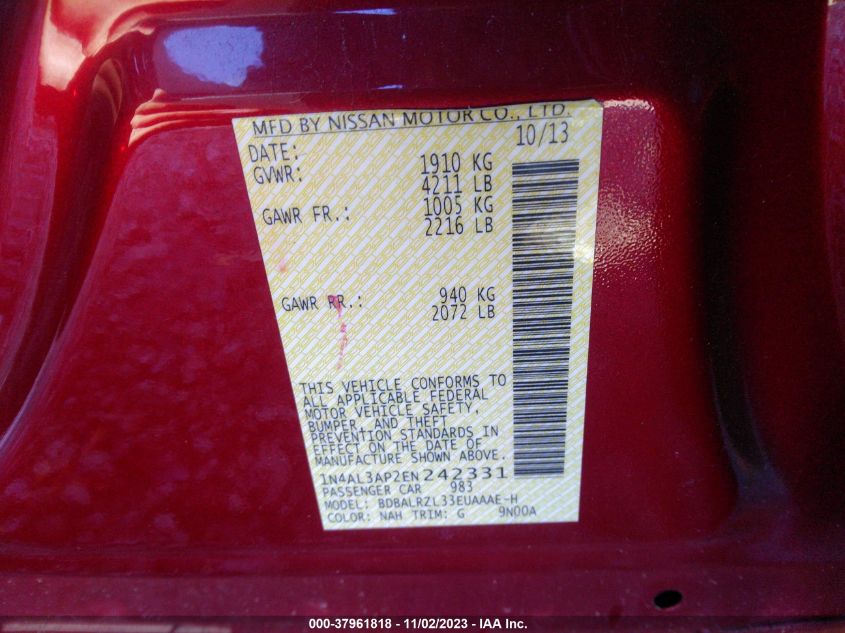 MFD BY NISSAN MOTOR CO., LTD.
DATE: 10/13
GVWR: 1910 KG
4211 LB
GAWR FR.: 1005 KG
2216 LB
GAWR RR.: 940 KG
2072 LB
THIS VEHICLE CONFORMS TO
ALL APPLICABLE FEDERAL
MOTOR VEHICLE SAFETY,
BUMPER, AND THEFT
PREVENTION STANDARDS IN
EFFECT ON THE DATE OF
MANUFACTURE SHOWN ABOVE.
1N4AL3AP2EN242331
PASSENGER CAR 983
MODEL: BDBALRZL33EUAAAE-H
COLOR: NAH TRIM: G 9N00A
000-37961818 - 11/02/2023 - IAA Inc.